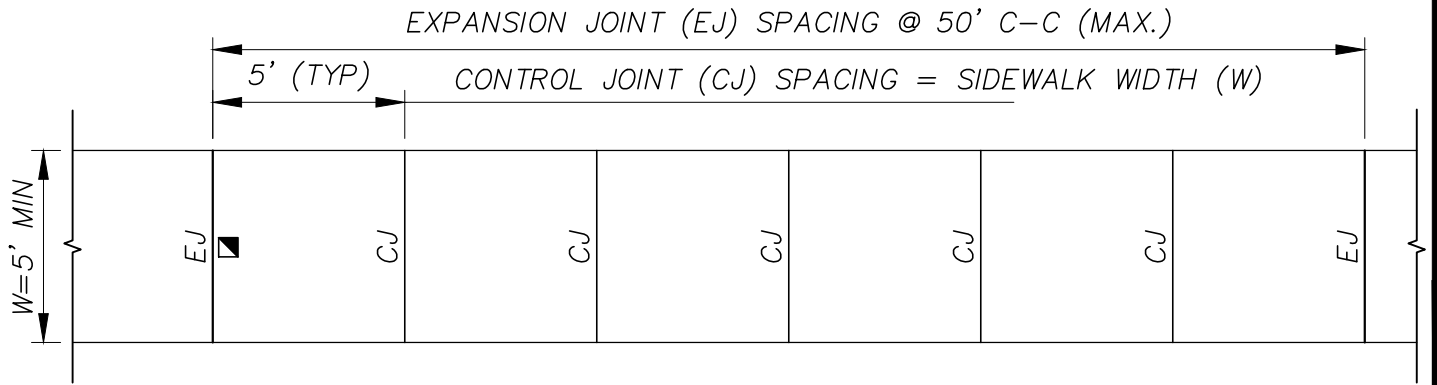 EXPANSION JOINT (EJ) SPACING @ 50' C-C (MAX.)
5' (TYP)
CONTROL JOINT (CJ) SPACING = SIDEWALK WIDTH (W)
W=5' MIN
EJ
CJ
CJ
CJ
CJ
CJ
EJ